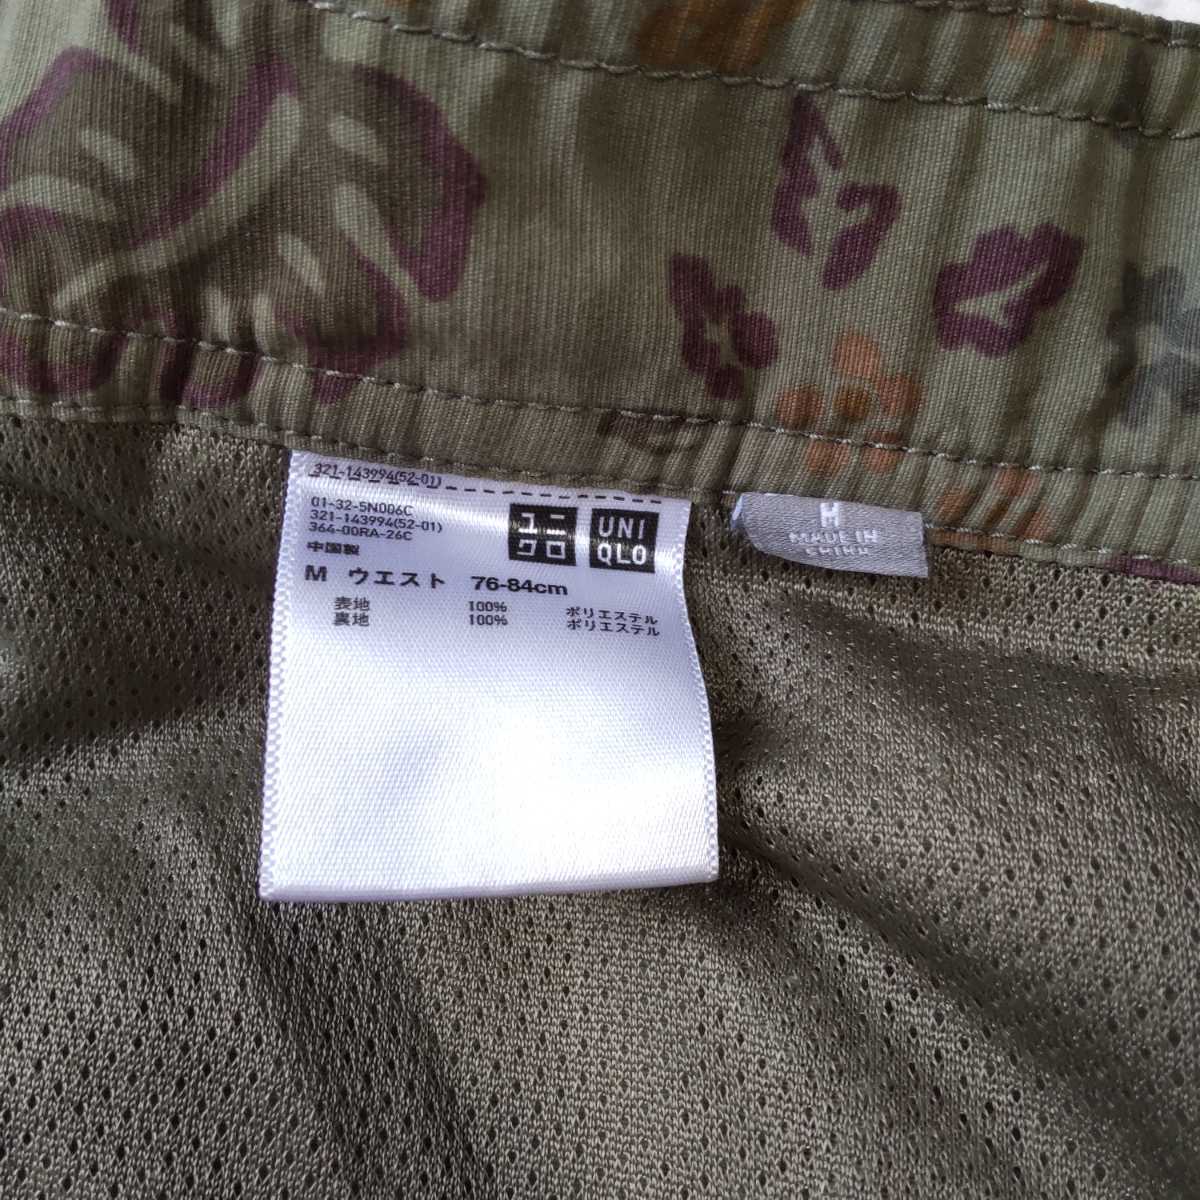 321-143994(52-01)
01-32-5N006C
321-143994(52-01)
364-00RA-26C
中国製
ユニ
クロ
UNI
QLO
M ウエスト 76-84cm
表地 100% ポリエステル
裏地 100% ポリエステル
M
MADE IN
CHINA